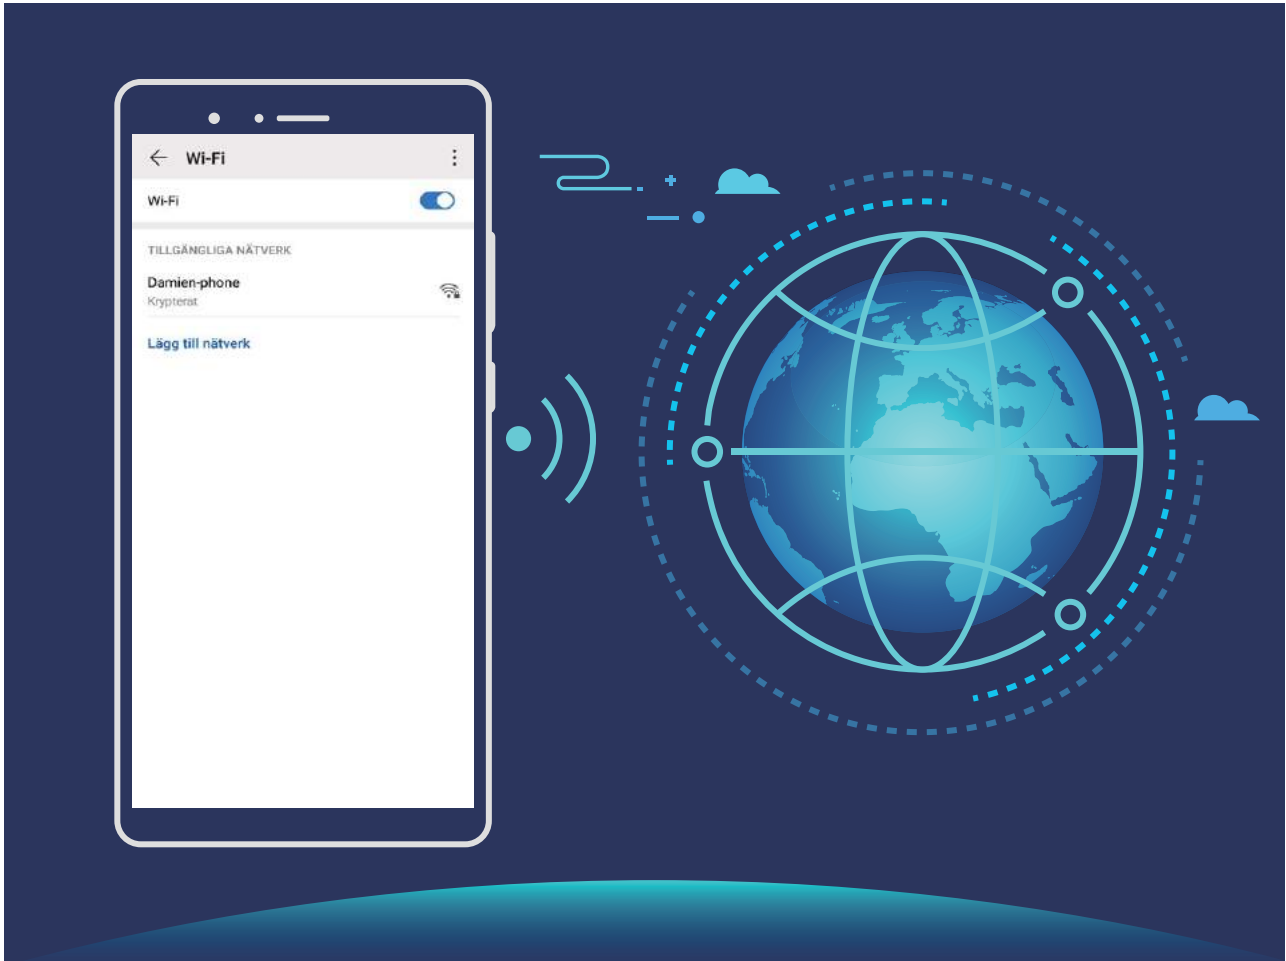 Wi-Fi
Wi-Fi
TILLGÄNGLIGA NÄTVERK
Damien-phone
Krypterat
Lägg till nätverk